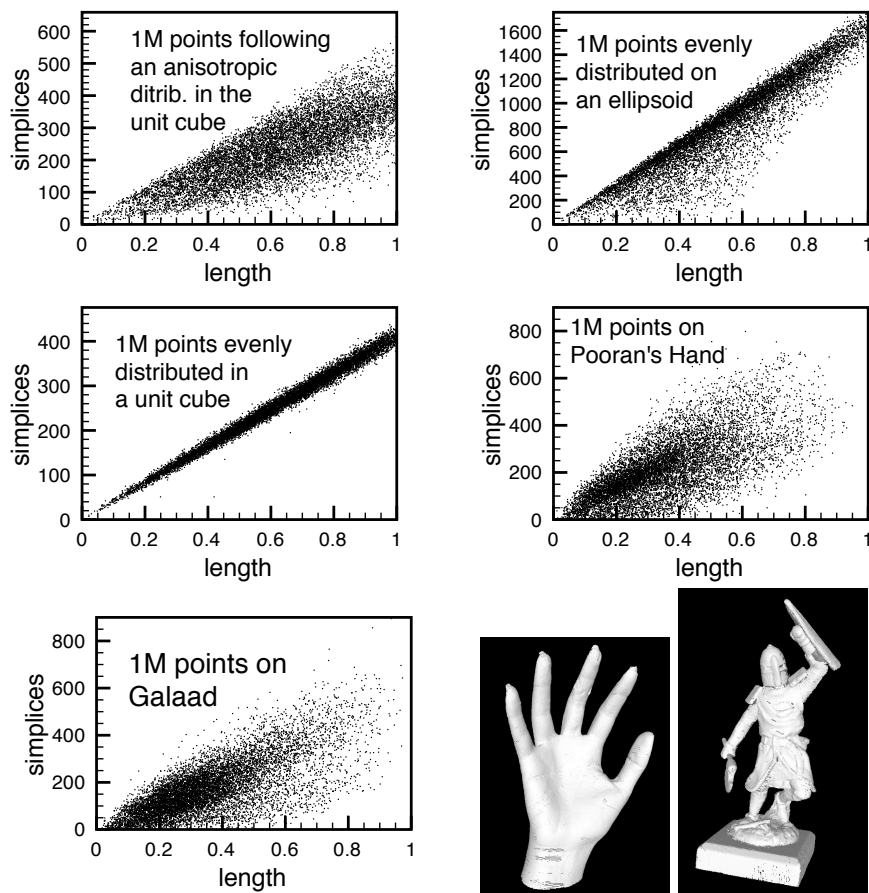 1M points following
an anisotropic
ditrib. in the
unit cube
simplices
600
400
300
200
100
0
0 0.2 0.4 0.6 0.8 1
length
1M points evenly
distributed on
an ellipsoid
simplices
1600
1400
1200
1000
800
600
400
200
0
0 0.2 0.4 0.6 0.8 1
length
1M points evenly
distributed in
a unit cube
simplices
400
300
200
100
0
0 0.2 0.4 0.6 0.8 1
length
1M points on
Pooran's Hand
simplices
800
600
400
200
0
0 0.2 0.4 0.6 0.8 1
length
1M points on
Galaad
simplices
800
600
400
200
0
0 0.2 0.4 0.6 0.8 1
length